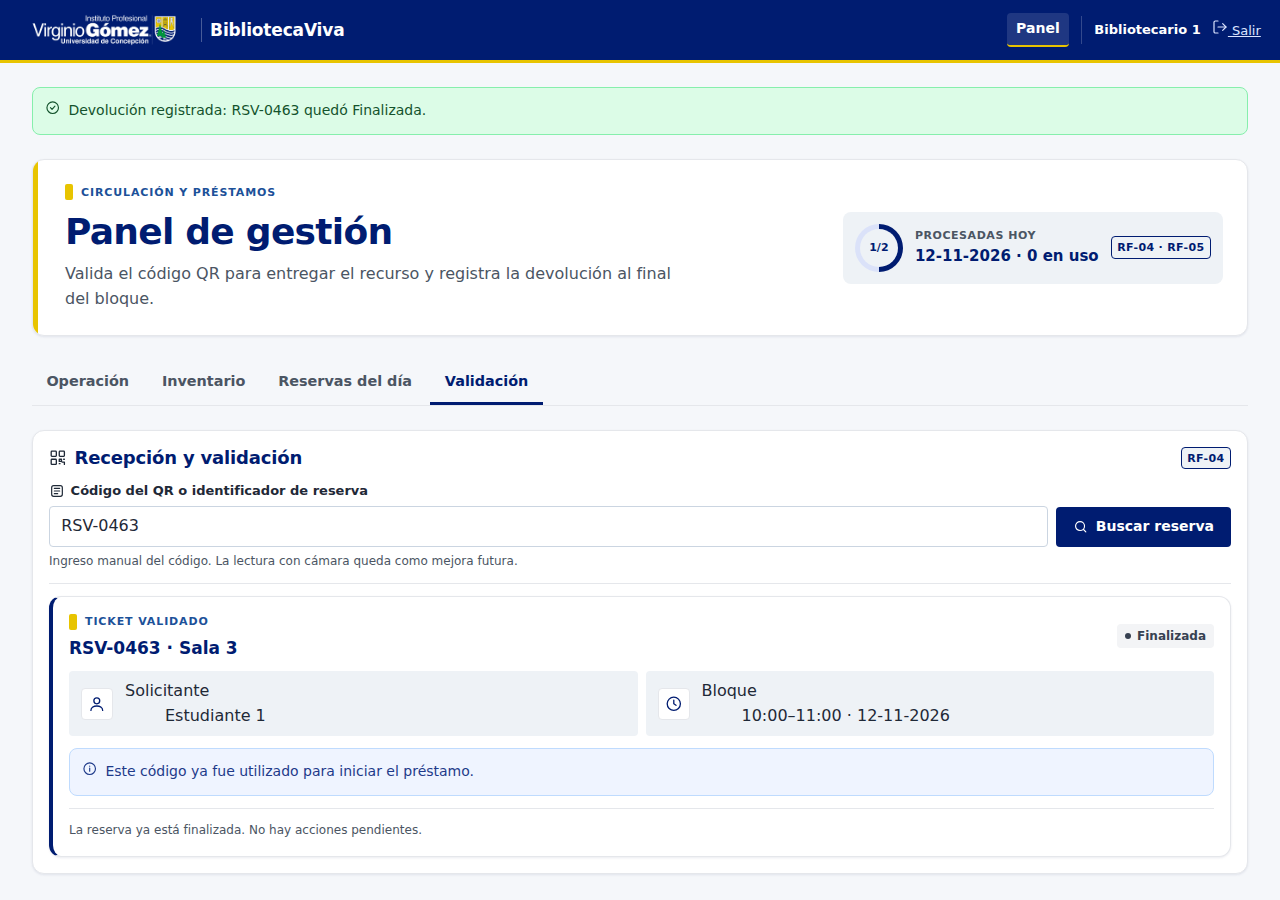 Instituto Profesional
VirginioGómez
Universidad de Concepción
BibliotecaViva
Panel
Bibliotecario 1
Salir
Devolución registrada: RSV-0463 quedó Finalizada.
CIRCULACIÓN Y PRÉSTAMOS
Panel de gestión
Valida el código QR para entregar el recurso y registra la devolución al final
del bloque.
1/2
PROCESADAS HOY
12-11-2026 · 0 en uso
RF-04 · RF-05
Operación
Inventario
Reservas del día
Validación
Recepción y validación
RF-04
Código del QR o identificador de reserva
RSV-0463
Buscar reserva
Ingreso manual del código. La lectura con cámara queda como mejora futura.
TICKET VALIDADO
RSV-0463 · Sala 3
Finalizada
Solicitante
Estudiante 1
Bloque
10:00–11:00 · 12-11-2026
Este código ya fue utilizado para iniciar el préstamo.
La reserva ya está finalizada. No hay acciones pendientes.